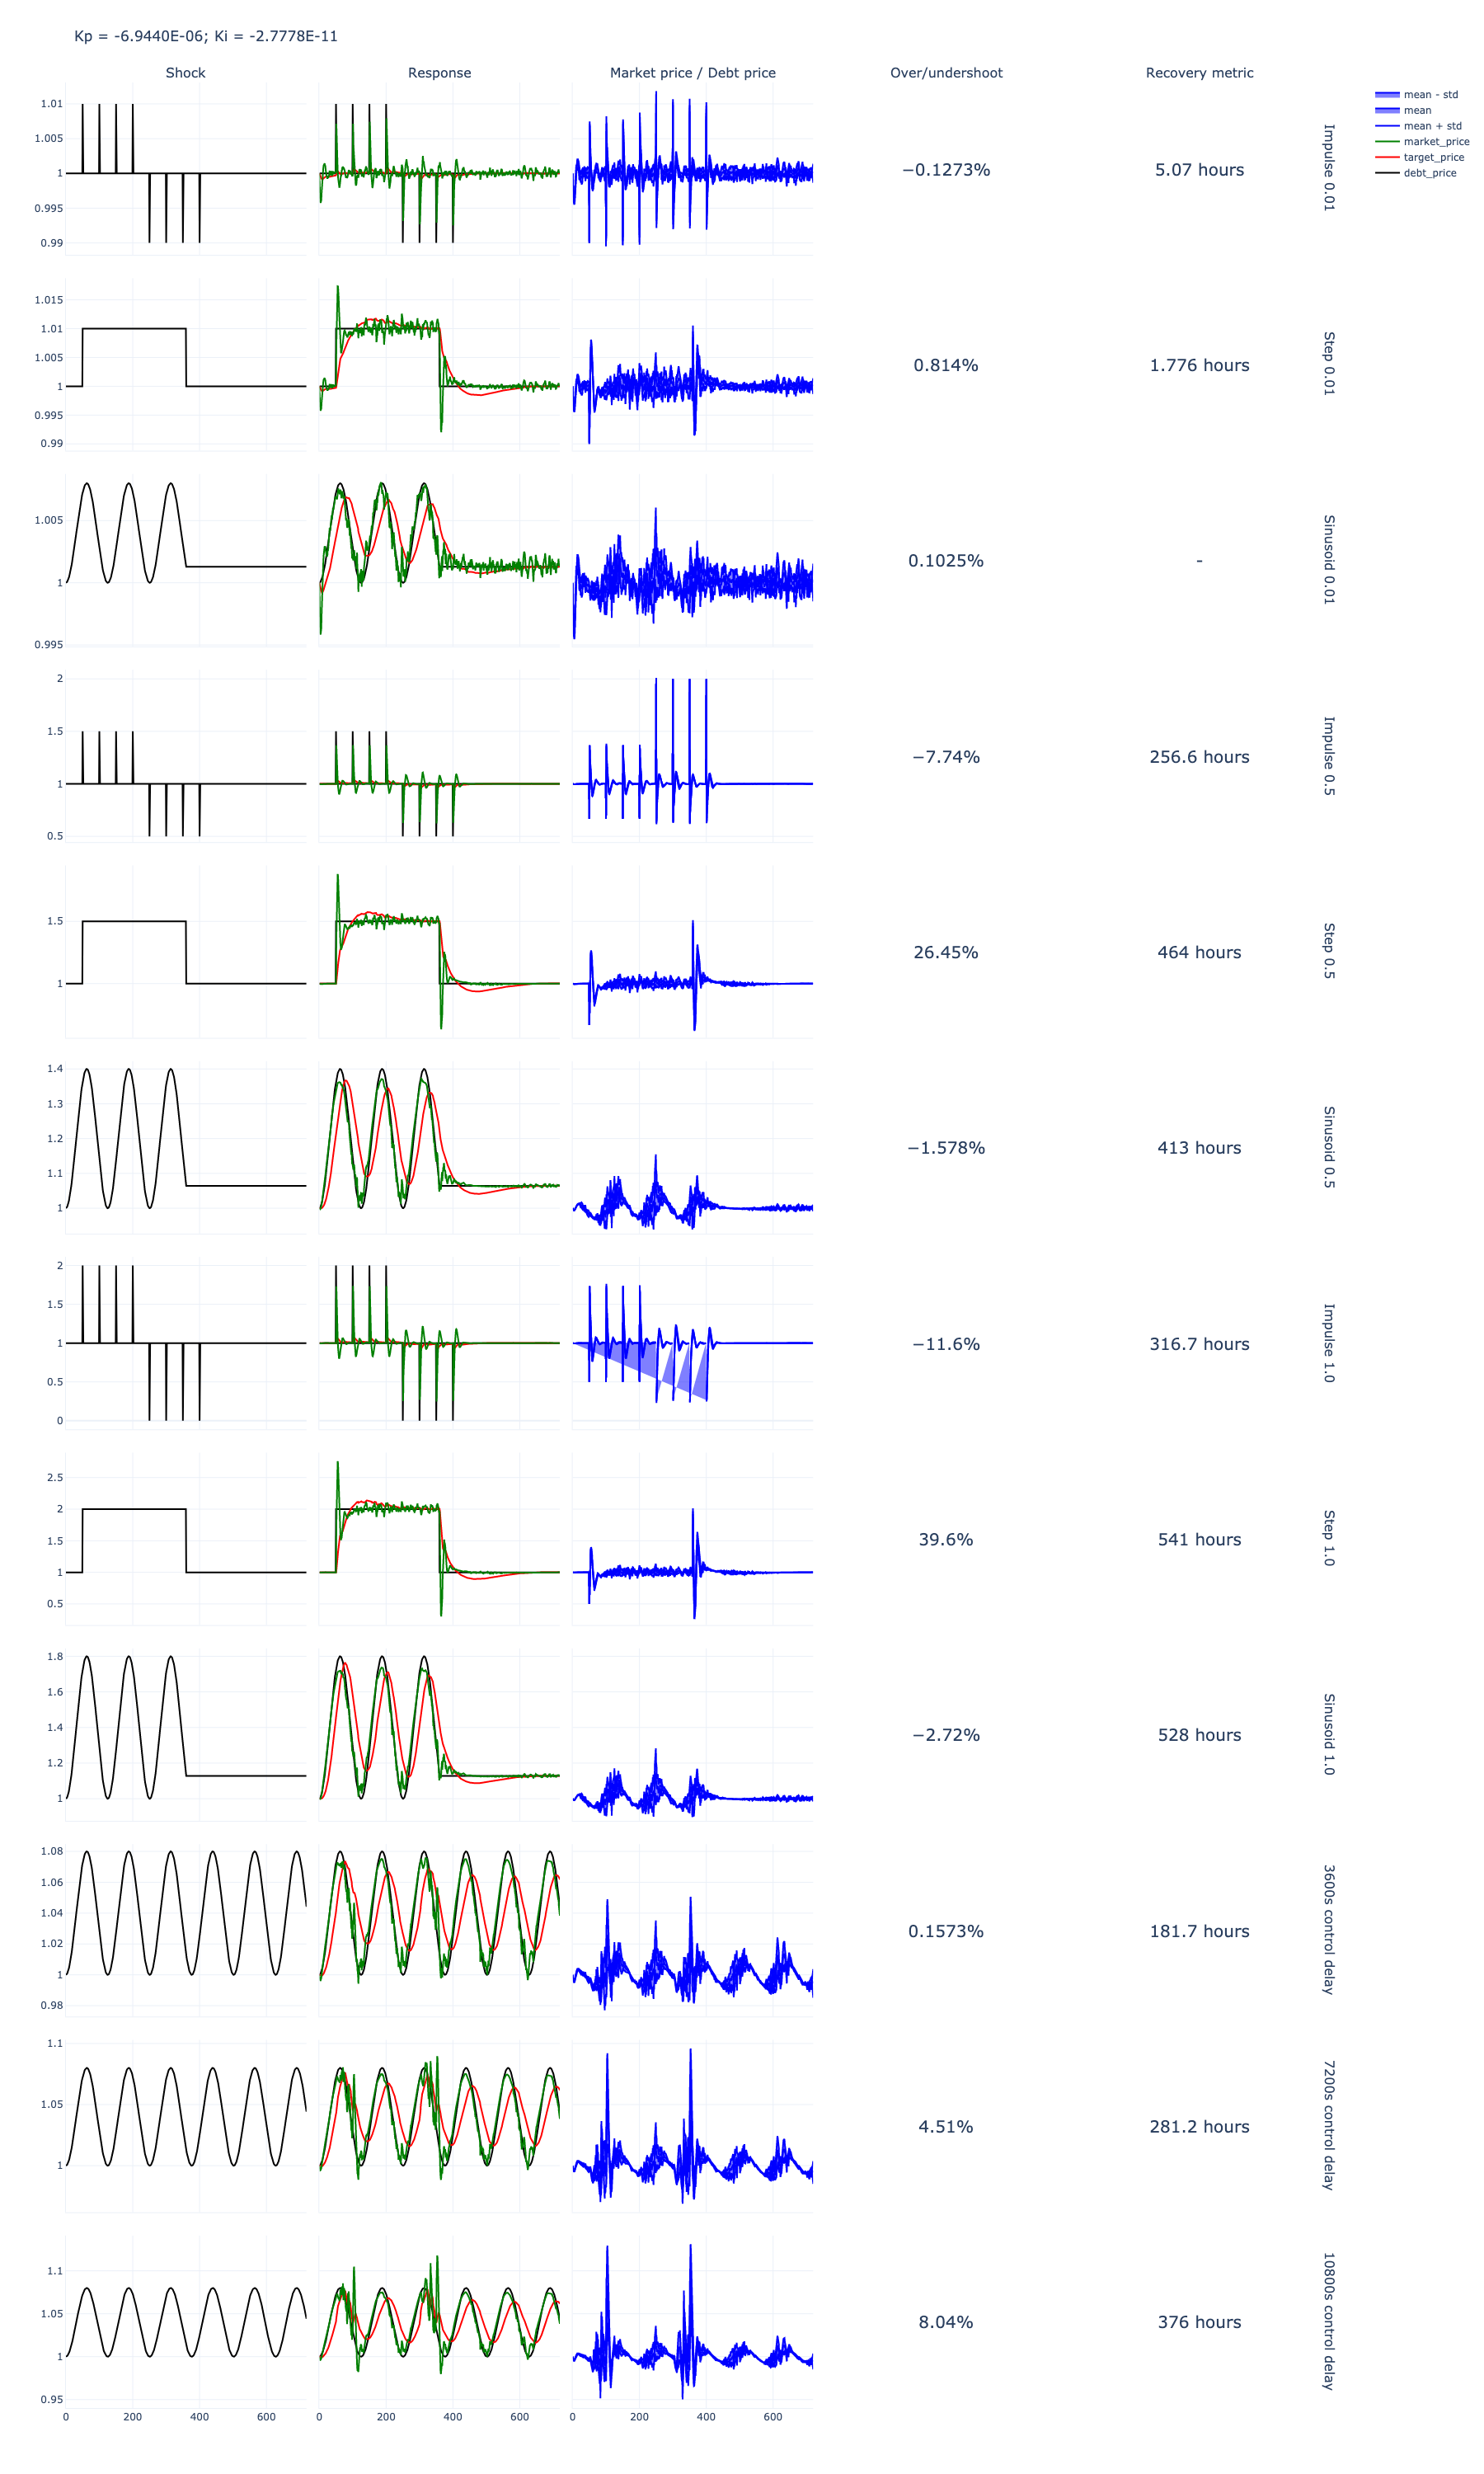 Kp = -6.9440E-06; Ki = -2.7778E-11
Shock Response Market price / Debt price Over/undershoot Recovery metric
mean - std
mean
mean + std
market_price
target_price
debt_price
1.01
1.005
1
0.995
0.99
−0.1273% 5.07 hours Impulse 0.01
1.015
1.01
1.005
1
0.995
0.99
0.814% 1.776 hours Step 0.01
1.005
1
0.995
0.1025% - Sinusoid 0.01
2
1.5
1
0.5
−7.74% 256.6 hours Impulse 0.5
1.5
1
26.45% 464 hours Step 0.5
1.4
1.3
1.2
1.1
1
−1.578% 413 hours Sinusoid 0.5
2
1.5
1
0.5
0
−11.6% 316.7 hours Impulse 1.0
2.5
2
1.5
1
0.5
39.6% 541 hours Step 1.0
1.8
1.6
1.4
1.2
1
−2.72% 528 hours Sinusoid 1.0
1.08
1.06
1.04
1.02
1
0.98
0.1573% 181.7 hours 3600s control delay
1.1
1.05
1
4.51% 281.2 hours 7200s control delay
1.1
1.05
1
0.95
8.04% 376 hours 10800s control delay
0 200 400 600 0 200 400 600 0 200 400 600